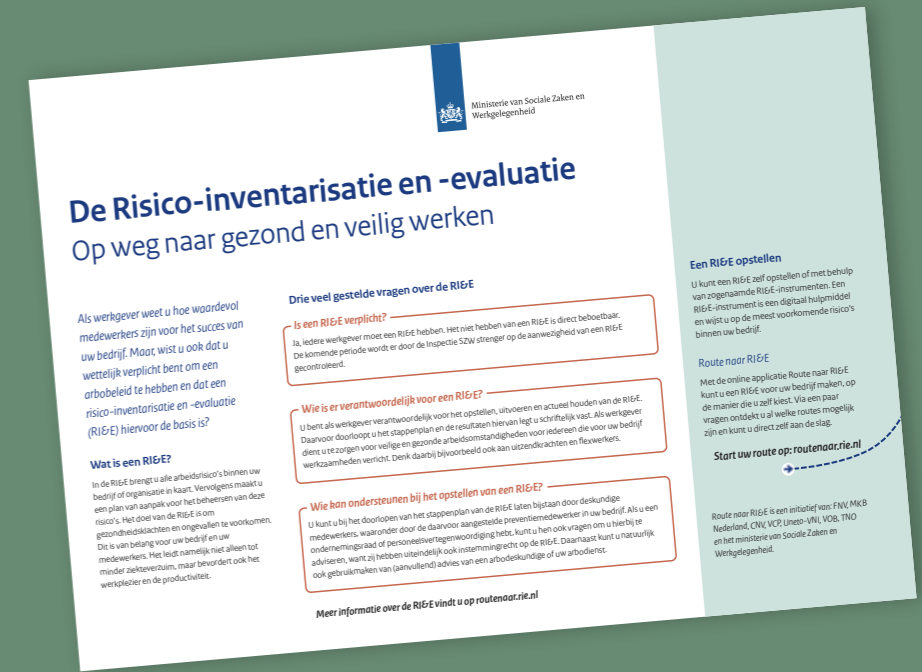 Ministerie van Sociale Zaken en
Werkgelegenheid
De Risico-inventarisatie en -evaluatie
Op weg naar gezond en veilig werken
Als werkgever weet u hoe waardevol
medewerkers zijn voor het succes van
uw bedrijf. Maar, wist u ook dat u
wettelijk verplicht bent om een
arbobeleid te hebben en dat een
risico-inventarisatie en -evaluatie
(RI&E) hiervoor de basis is?
Wat is een RI&E?
In de RI&E brengt u alle arbeidsrisico's binnen uw
bedrijf of organisatie in kaart. Vervolgens maakt u
een plan van aanpak voor het beheersen van deze
risico's. Het doel van de RI&E is om
gezondheidsklachten en ongevallen te voorkomen.
Dit is van belang voor uw bedrijf en uw
medewerkers. Het leidt namelijk niet alleen tot
minder ziekteverzuim, maar bevordert ook het
werkplezier en de productiviteit.
Drie veel gestelde vragen over de RI&E
Is een RI&E verplicht?
Ja, iedere werkgever moet een RI&E hebben. Het niet hebben van een RI&E is direct beboetbaar.
De komende periode wordt er door de Inspectie SZW strenger op de aanwezigheid van een RI&E
gecontroleerd.
Wie is er verantwoordelijk voor een RI&E?
U bent als werkgever verantwoordelijk voor het opstellen, uitvoeren en actueel houden van de RI&E.
Daarvoor doorloopt u het stappenplan en de resultaten hiervan legt u schriftelijk vast. Als werkgever
dient u te zorgen voor veilige en gezonde arbeidsomstandigheden voor iedereen die voor uw bedrijf
werkzaamheden verricht. Denk daarbij bijvoorbeeld ook aan uitzendkrachten en flexwerkers.
Wie kan ondersteunen bij het opstellen van een RI&E?
U kunt u bij het doorlopen van het stappenplan de RI&E laten bijstaan door deskundige
medewerkers, waaronder de daarvoor aangestelde preventiemedewerker in uw bedrijf. Als u een
ondernemingsraad of personeelsvertegenwoordiging hebt, kunt u hen ook vragen om u hierbij te
adviseren, want zij hebben uiteindelijk ook instemmingrecht op de RI&E. Daarnaast kunt u natuurlijk
ook gebruikmaken van (aanvullend) advies van een arbodeskundige of uw arbodienst.
Meer informatie over de RI&E vindt u op routenaar.rie.nl
Een RI&E opstellen
U kunt een RI&E zelf opstellen of met behulp
van zogenaamde RI&E-instrumenten. Een
RI&E-instrument is een digitaal hulpmiddel
en wijst u op de meest voorkomende risico's
binnen uw bedrijf.
Route naar RI&E
Met de online applicatie Route naar RI&E
kunt u een RI&E voor uw bedrijf maken, op
de manier die u zelf kiest. Via een paar
vragen ontdekt u al welke routes mogelijk
zijn en kunt u direct zelf aan de slag.
Start uw route op: routenaar.rie.nl
Route naar RI&E is een initiatief van: FNV, MKB
Nederland, CNV, VCP, Uneto-VNI, VOB, TNO
en het ministerie van Sociale Zaken en
Werkgelegenheid.